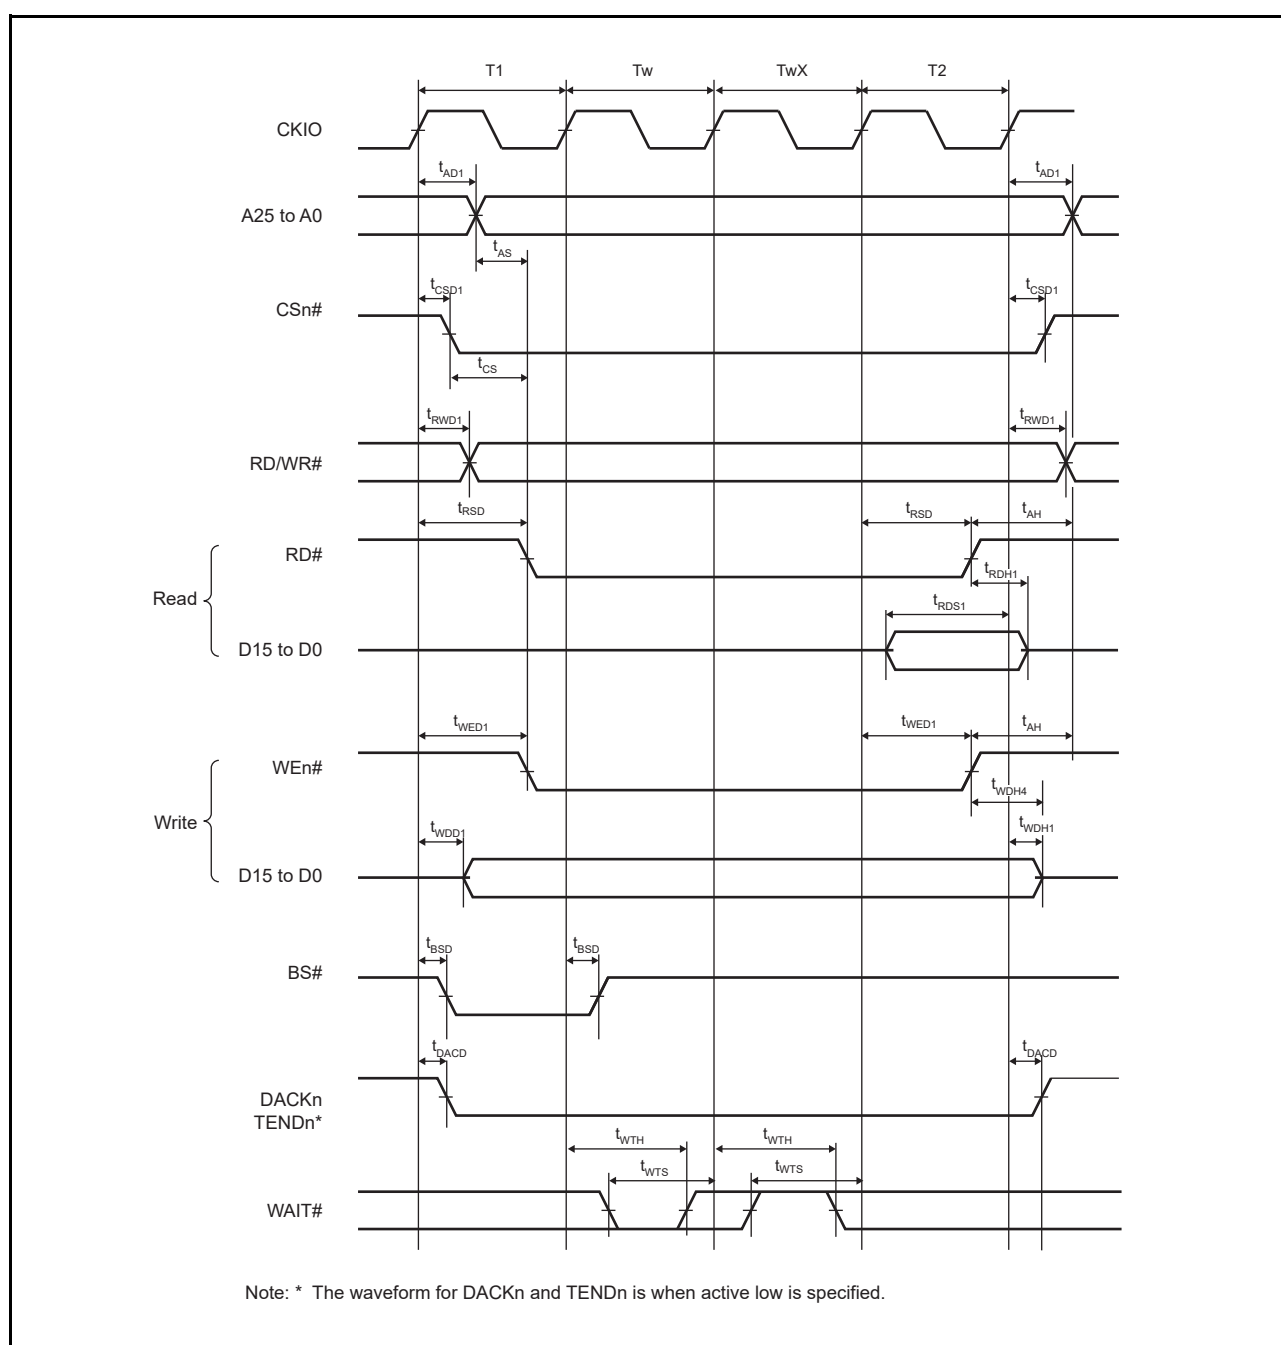 T1 Tw TwX T2
CKIO
tAD1 tAD1
A25 to A0
tAS
tCSD1 tCSD1
CSn#
tCS
tRWD1 tRWD1
RD/WR#
tRSD tRSD tAH
RD#
tRDH1
Read
tRDS1
D15 to D0
tWED1 tWED1 tAH
WEn#
tWDH4
Write
tWDD1 tWDH1
D15 to D0
tBSD tBSD
BS#
tDACD tDACD
DACKn
TENDn*
tWTH tWTH
tWTS tWTS
WAIT#
Note: * The waveform for DACKn and TENDn is when active low is specified.